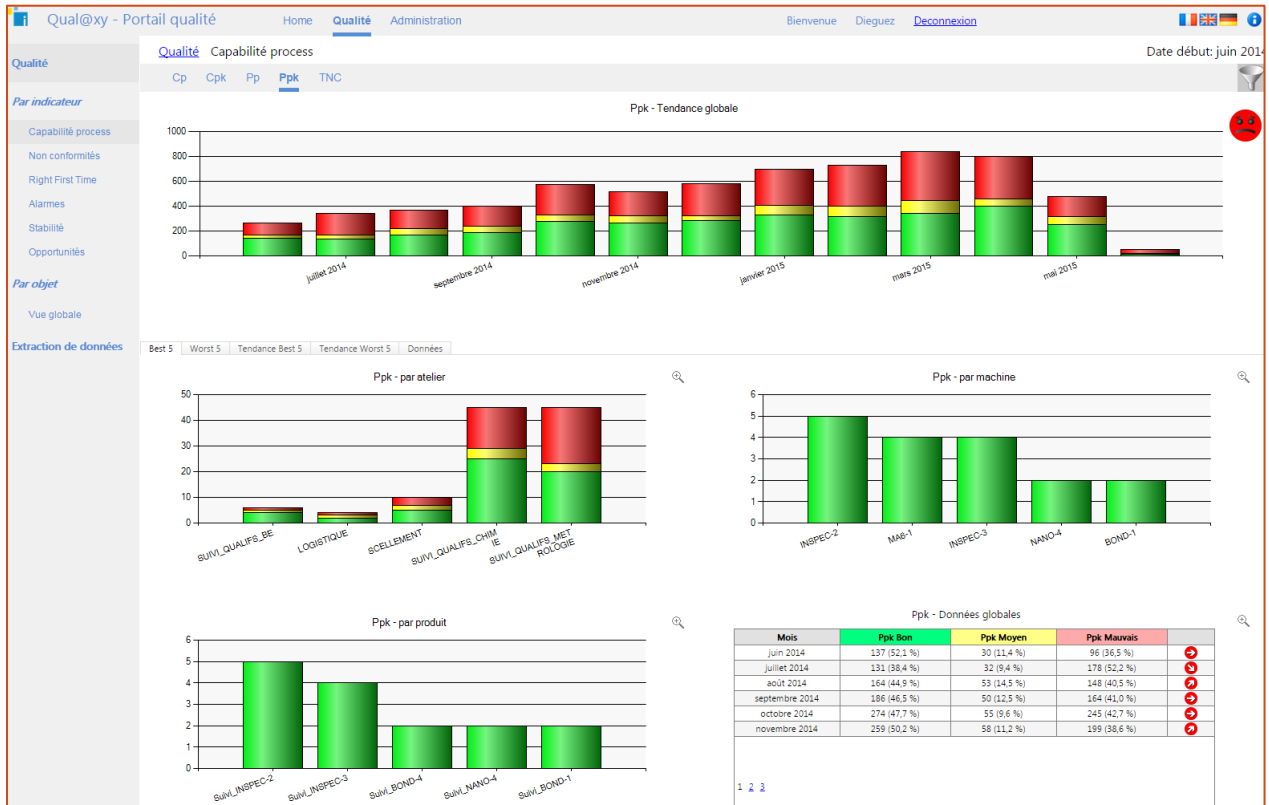 Qual@xy - Portail qualité
Home Qualité Administration
Bienvenue Dieguez Deconnexion
Qualité
Par indicateur
Capabilité process
Non conformités
Right First Time
Alarmes
Stabilité
Opportunités
Par objet
Vue globale
Extraction de données
Qualité Capabilité process
Date début: juin 2014
Cp Cpk Pp Ppk TNC
Ppk - Tendance globale
1000
800
600
400
200
0
juillet 2014 septembre 2014 novembre 2014 janvier 2015 mars 2015 mai 2015
Best 5 Worst 5 Tendance Best 5 Tendance Worst 5 Données
Ppk - par atelier
50
40
30
20
10
0
SUIVI_QUALIFS_BE LOGISTIQUE SCELLEMENT SUIVI_QUALIFS_CHIM
IE
SUIVI_QUALIFS_MET
ROLOGIE
Ppk - par machine
6
5
4
3
2
1
0
INSPEC-2 MA6-1 INSPEC-3 NANO-4 BOND-1
Ppk - par produit
6
5
4
3
2
1
0
Suivi_INSPEC-2 Suivi_INSPEC-3 Suivi_BOND-4 Suivi_NANO-4 Suivi_BOND-1
Ppk - Données globales
Mois Ppk Bon Ppk Moyen Ppk Mauvais
juin 2014 137 (52,1 %) 30 (11,4 %) 96 (36,5 %)
juillet 2014 131 (38,4 %) 32 (9,4 %) 178 (52,2 %)
août 2014 164 (44,9 %) 53 (14,5 %) 148 (40,5 %)
septembre 2014 186 (46,5 %) 50 (12,5 %) 164 (41,0 %)
octobre 2014 274 (47,7 %) 55 (9,6 %) 245 (42,7 %)
novembre 2014 259 (50,2 %) 58 (11,2 %) 199 (38,6 %)
1 2 3